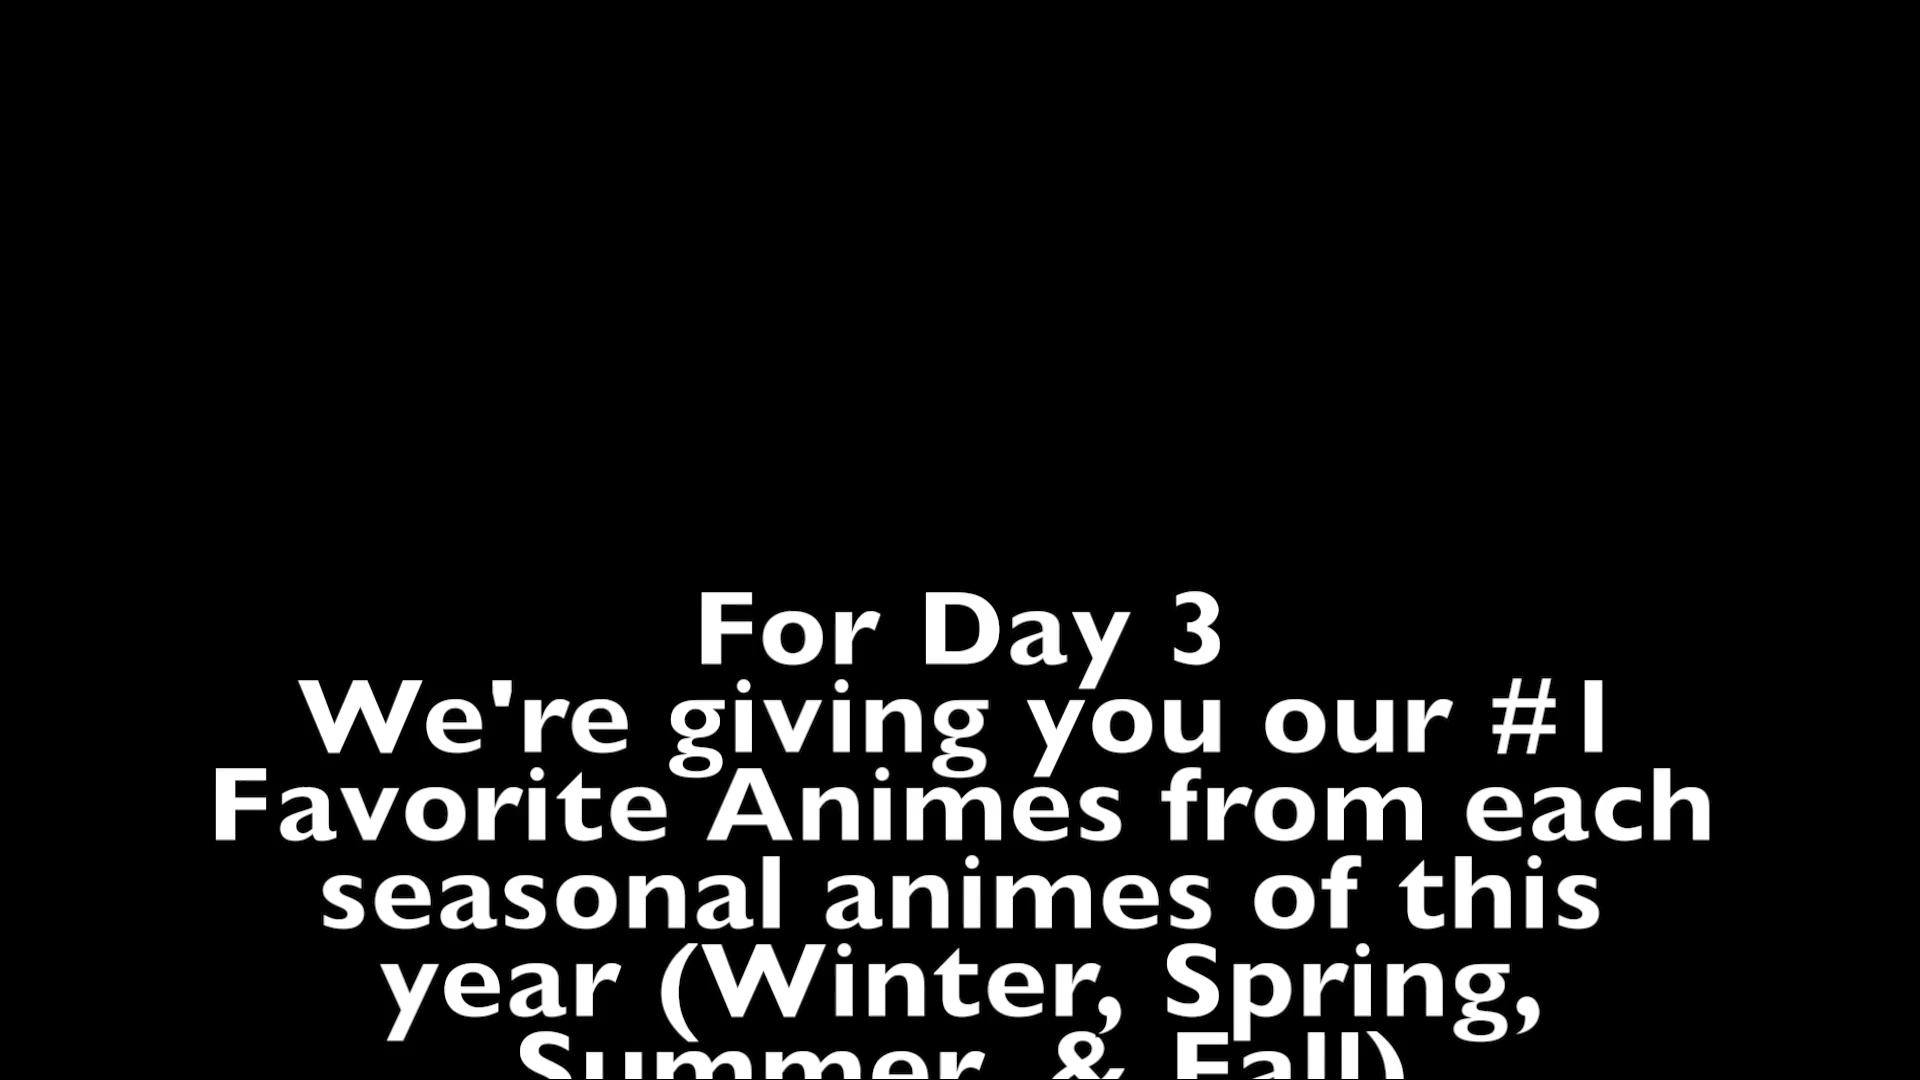 For Day 3
We're giving you our #1
Favorite Animes from each
seasonal animes of this
year (Winter, Spring,
Summer, & Fall)